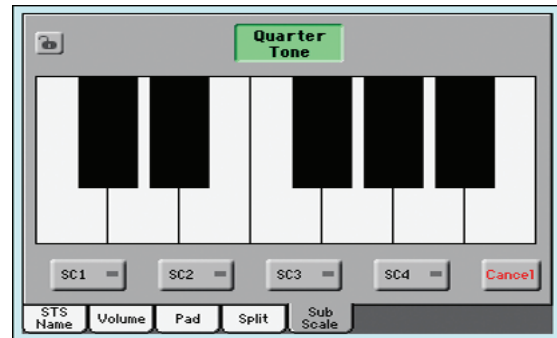 Quarter
Tone
SC1
SC2
SC3
SC4
Cancel
STS
Name
Volume
Pad
Split
Sub
Scale